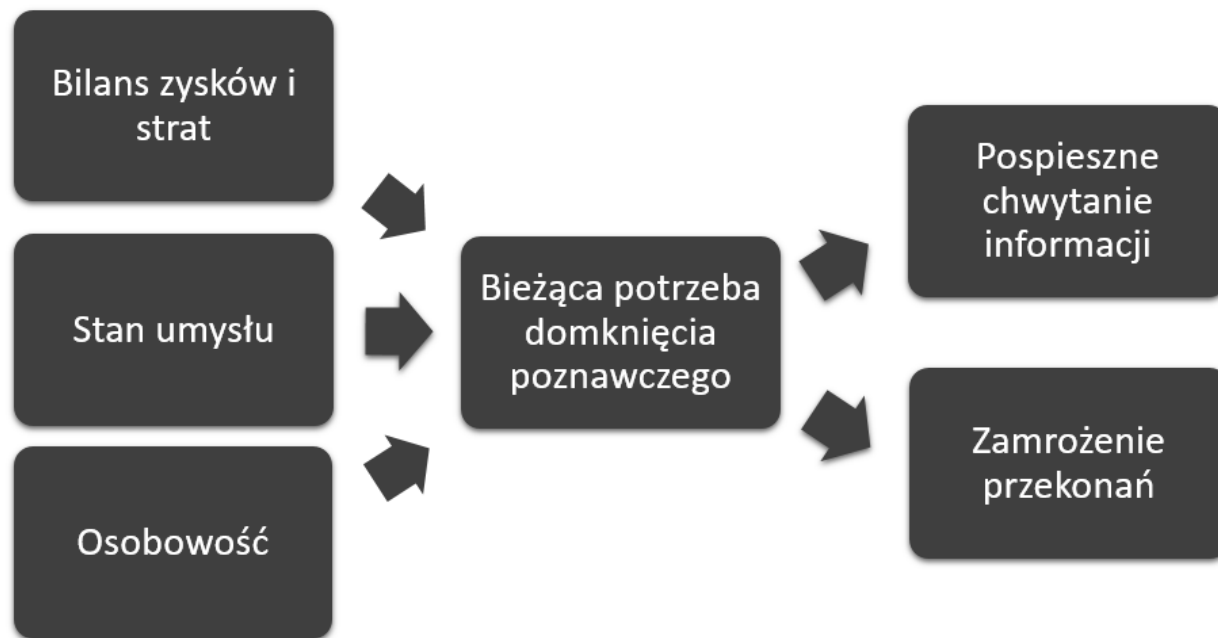 Bilans zysków i
strat
Stan umysłu
Osobowość
Bieżąca potrzeba
domknięcia
poznawczego
Pospieszne
chwytanie
informacji
Zamrożenie
przekonań